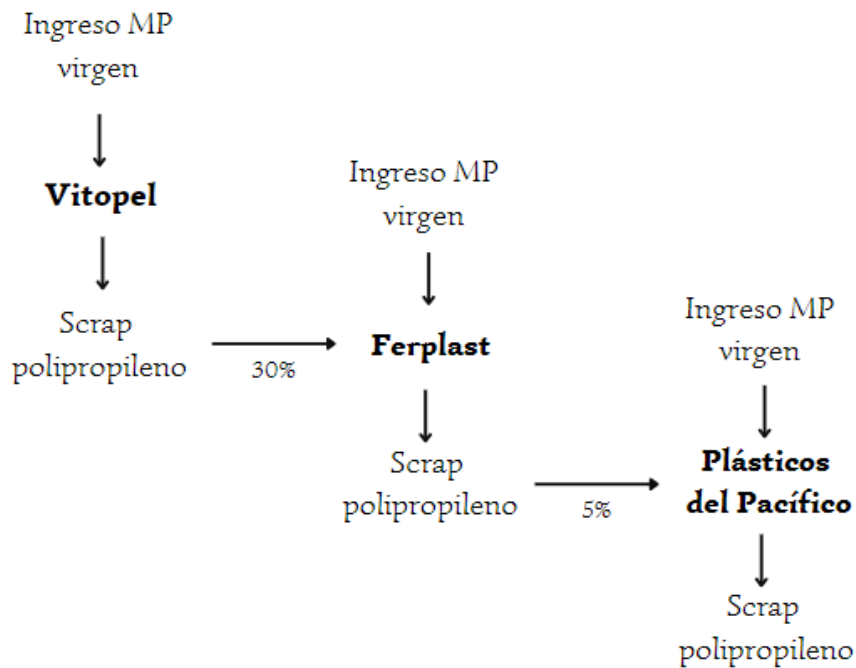 Ingreso MP
virgen
Vitopel
Scrap
polipropileno
30%
Ingreso MP
virgen
Ferplast
Scrap
polipropileno
5%
Ingreso MP
virgen
Plásticos
del Pacífico
Scrap
polipropileno